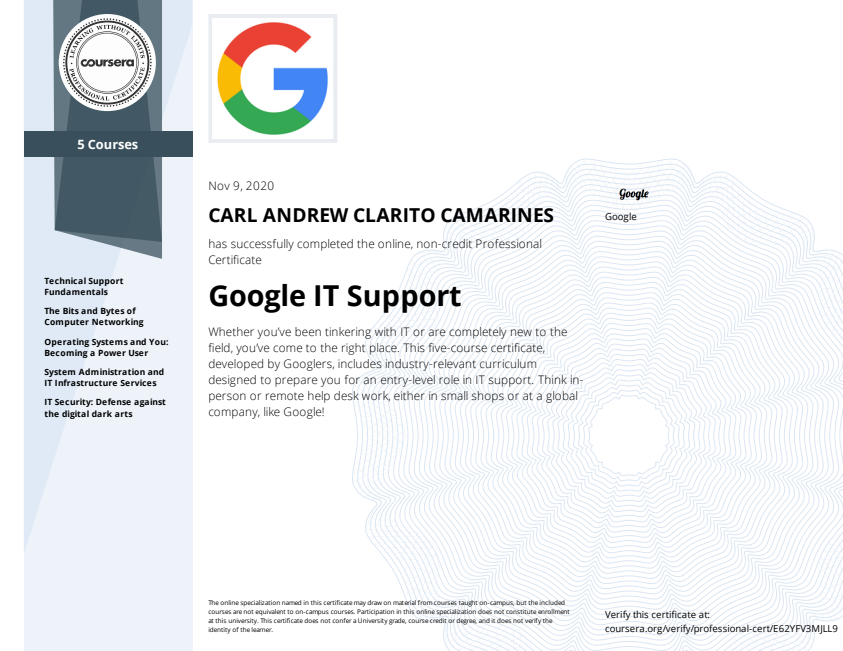 LEARNING WITHOUT LIMITS
coursera
PROFESSIONAL CERTIFICATE
5 Courses
Technical Support
Fundamentals
The Bits and Bytes of
Computer Networking
Operating Systems and You:
Becoming a Power User
System Administration and
IT Infrastructure Services
IT Security: Defense against
the digital dark arts
Nov 9, 2020
CARL ANDREW CLARITO CAMARINES
has successfully completed the online, non-credit Professional
Certificate
Google IT Support
Whether you’ve been tinkering with IT or are completely new to the
field, you’ve come to the right place. This five-course certificate,
developed by Googlers, includes industry-relevant curriculum
designed to prepare you for an entry-level role in IT support. Think in-
person or remote help desk work, either in small shops or at a global
company, like Google!
Google
Google
The online specialization named in this certificate may draw on material from courses taught on-campus, but the included
courses are not equivalent to on-campus courses. Participation in this online specialization does not constitute enrollment
at this university. This certificate does not confer a University grade, course credit or degree, and it does not verify the
identity of the learner.
Verify this certificate at:
coursera.org/verify/professional-cert/E62YFV3MJLL9